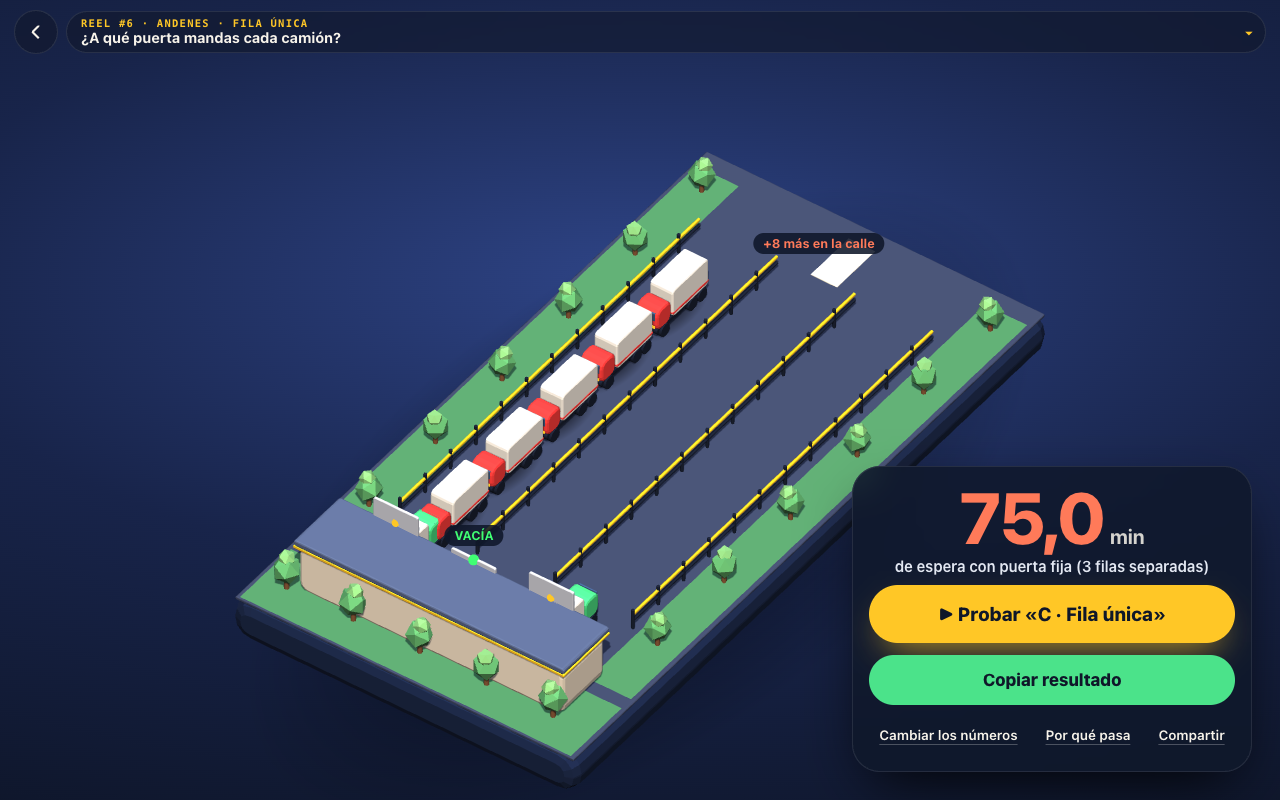 REEL #6 · ANDENES · FILA ÚNICA
¿A qué puerta mandas cada camión?
+8 más en la calle
VACÍA
75,0 min
de espera con puerta fija (3 filas separadas)
Probar «C · Fila única»
Copiar resultado
Cambiar los números
Por qué pasa
Compartir